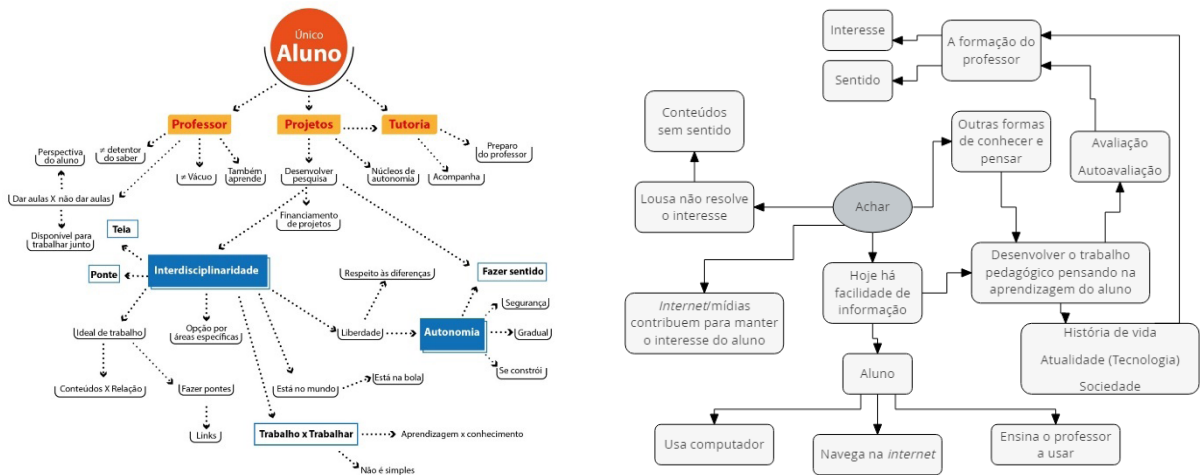 Único
Aluno
Professor
Projetos
Tutoria
Perspectiva
do aluno
≠ detentor
do saber
≠ Vácuo
Também
aprende
Desenvolver
pesquisa
Núcleos de
autonomia
Acompanha
Preparo
do professor
Dar aulas X não dar aulas
Disponível para
trabalhar junto
Financiamento
de projetos
Teia
Ponte
Interdisciplinaridade
Respeito às diferenças
Fazer sentido
Ideal de trabalho
Opção por
áreas específicas
Liberdade
Autonomia
Segurança
Gradual
Se constrói
Conteúdos X Relação
Fazer pontes
Está no mundo
Está na bola
Links
Trabalho x Trabalhar
Aprendizagem x conhecimento
Não é simples
Interesse
Sentido
A formação do
professor
Conteúdos
sem sentido
Outras formas
de conhecer e
pensar
Avaliação
Autoavaliação
Lousa não resolve
o interesse
Achar
Internet/mídias
contribuem para manter
o interesse do aluno
Hoje há
facilidade de
informação
Desenvolver o trabalho
pedagógico pensando na
aprendizagem do aluno
História de vida
Atualidade (Tecnologia)
Sociedade
Aluno
Usa computador
Navega na internet
Ensina o professor
a usar